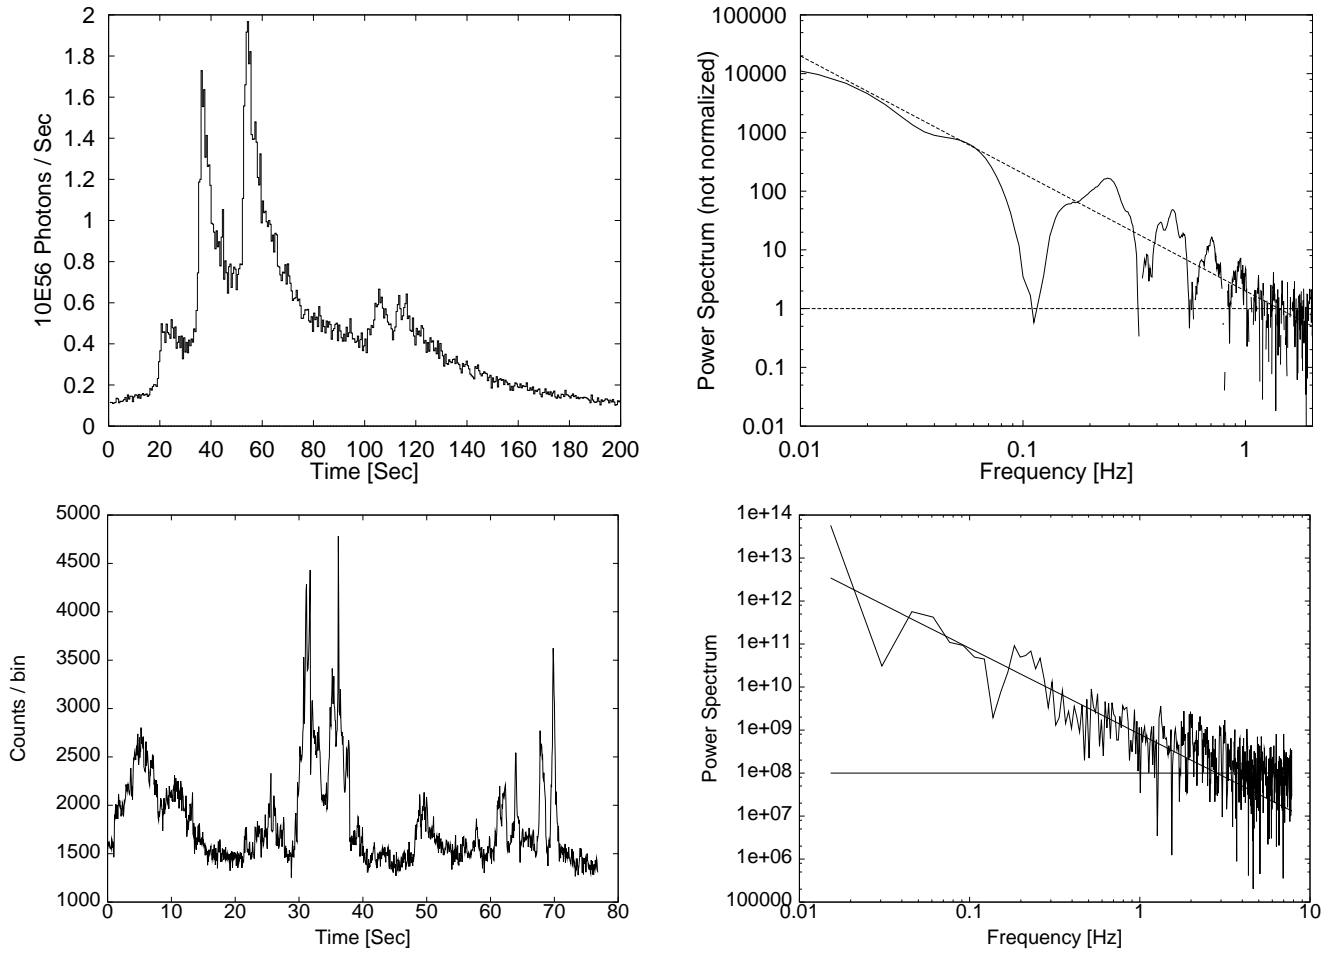 2
1.8
1.6
1.4
1.2
1
0.8
0.6
0.4
0.2
0
10E56 Photons / Sec
0 20 40 60 80 100 120 140 160 180 200
Time [Sec]
100000
10000
1000
100
10
1
0.1
0.01
Power Spectrum (not normalized)
0.01 0.1 1
Frequency [Hz]
5000
4500
4000
3500
3000
2500
2000
1500
1000
Counts / bin
0 10 20 30 40 50 60 70 80
Time [Sec]
1e+14
1e+13
1e+12
1e+11
1e+10
1e+09
1e+08
1e+07
1e+06
100000
Power Spectrum
0.01 0.1 1 10
Frequency [Hz]